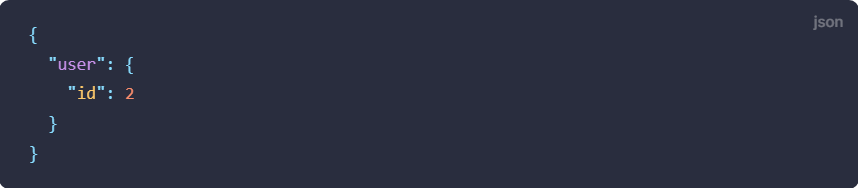 json
{
  "user": {
    "id": 2
  }
}